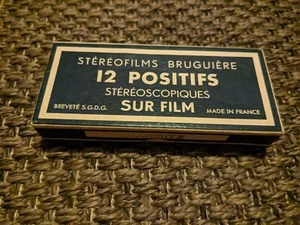 STÉRÉOFILMS BRUGUIÈRE
12 POSITIFS
STÉRÉOSCOPIQUES
SUR FILM
BREVETÉ S.G.D.G. MADE IN FRANCE